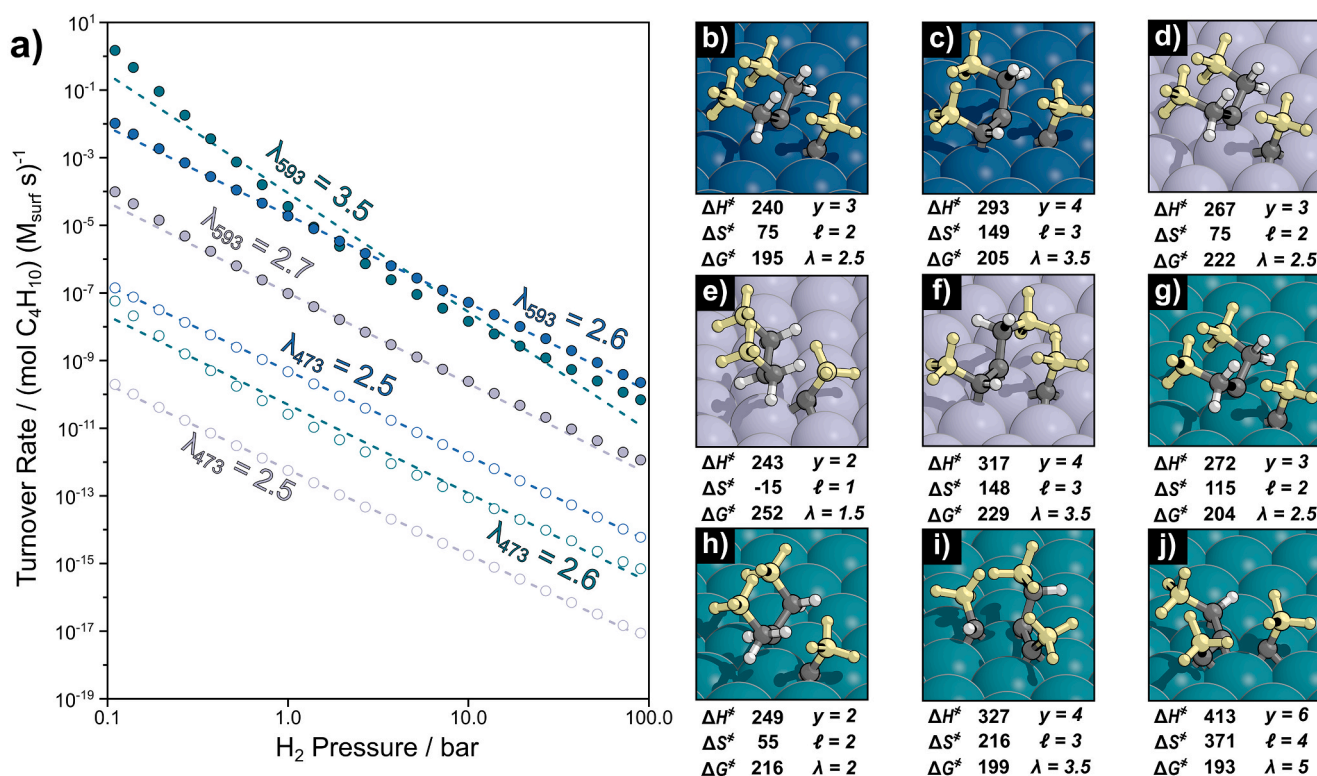 a)
Turnover Rate / (mol C₄H₁₀) (M_surf s)⁻¹
10¹
10⁻¹
10⁻³
10⁻⁵
10⁻⁷
10⁻⁹
10⁻¹¹
10⁻¹³
10⁻¹⁵
10⁻¹⁷
10⁻¹⁹
λ₅₉₃ = 3.5
λ₅₉₃ = 2.7
λ₅₉₃ = 2.6
λ₄₇₃ = 2.5
λ₄₇₃ = 2.5
λ₄₇₃ = 2.6
0.1 1.0 10.0 100.0
H₂ Pressure / bar
b)
ΔH‡ 240 y = 3
ΔS‡ 75 ℓ = 2
ΔG‡ 195 λ = 2.5
c)
ΔH‡ 293 y = 4
ΔS‡ 149 ℓ = 3
ΔG‡ 205 λ = 3.5
d)
ΔH‡ 267 y = 3
ΔS‡ 75 ℓ = 2
ΔG‡ 222 λ = 2.5
e)
ΔH‡ 243 y = 2
ΔS‡ -15 ℓ = 1
ΔG‡ 252 λ = 1.5
f)
ΔH‡ 317 y = 4
ΔS‡ 148 ℓ = 3
ΔG‡ 229 λ = 3.5
g)
ΔH‡ 272 y = 3
ΔS‡ 115 ℓ = 2
ΔG‡ 204 λ = 2.5
h)
ΔH‡ 249 y = 2
ΔS‡ 55 ℓ = 2
ΔG‡ 216 λ = 2
i)
ΔH‡ 327 y = 4
ΔS‡ 216 ℓ = 3
ΔG‡ 199 λ = 3.5
j)
ΔH‡ 413 y = 6
ΔS‡ 371 ℓ = 4
ΔG‡ 193 λ = 5